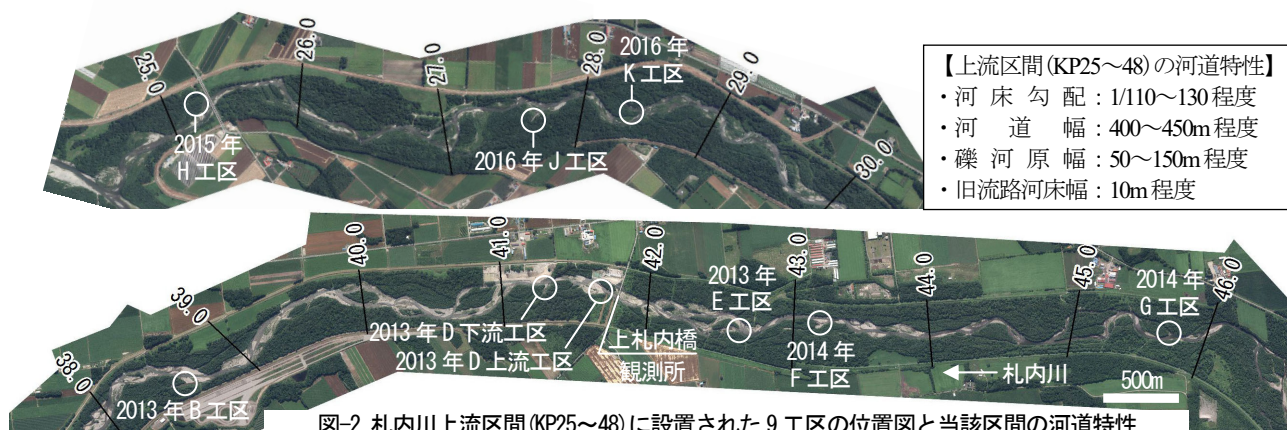 25.0
26.0
27.0
28.0
29.0
30.0
2015年
H工区
2016年J工区
2016年
K工区
【上流区間(KP25～48)の河道特性】
・河床勾配：1/110～130程度
・河道幅：400～450m程度
・礫河原幅：50～150m程度
・旧流路河床幅：10m程度
38.0
39.0
40.0
41.0
42.0
43.0
44.0
45.0
46.0
2013年B工区
2013年D下流工区
2013年D上流工区
上札内橋
観測所
2013年
E工区
2014年
F工区
2014年
G工区
札内川
500m
図-2 札内川上流区間(KP25～48)に設置された9工区の位置図と当該区間の河道特性